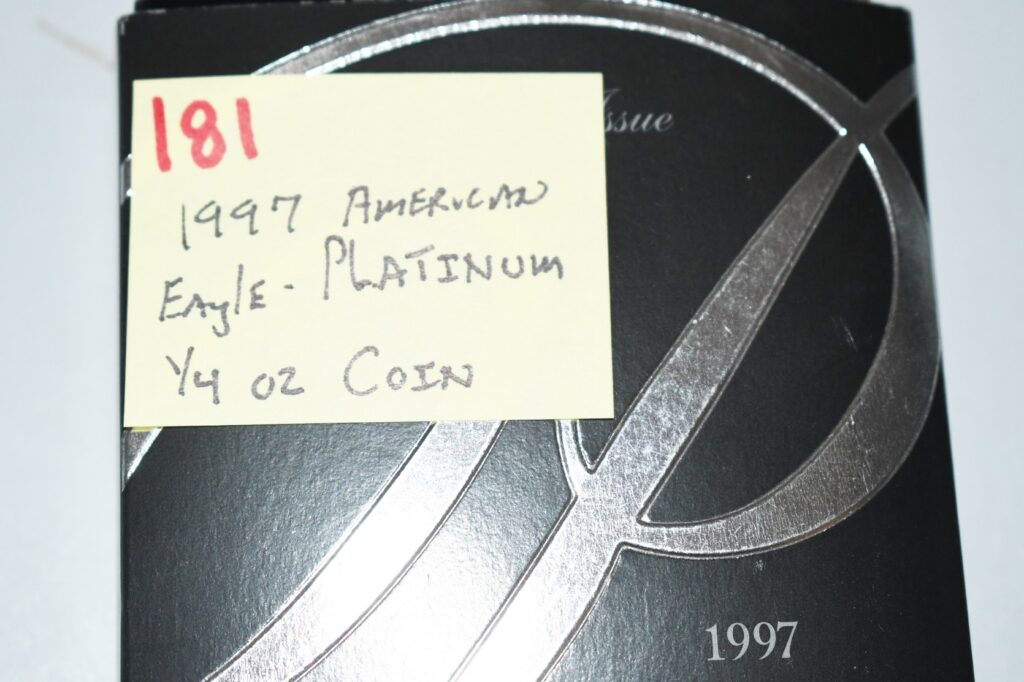 181
Issue
1997 AMERICAN
EAglE - PLATINUM
1/4 oz COIN
1997